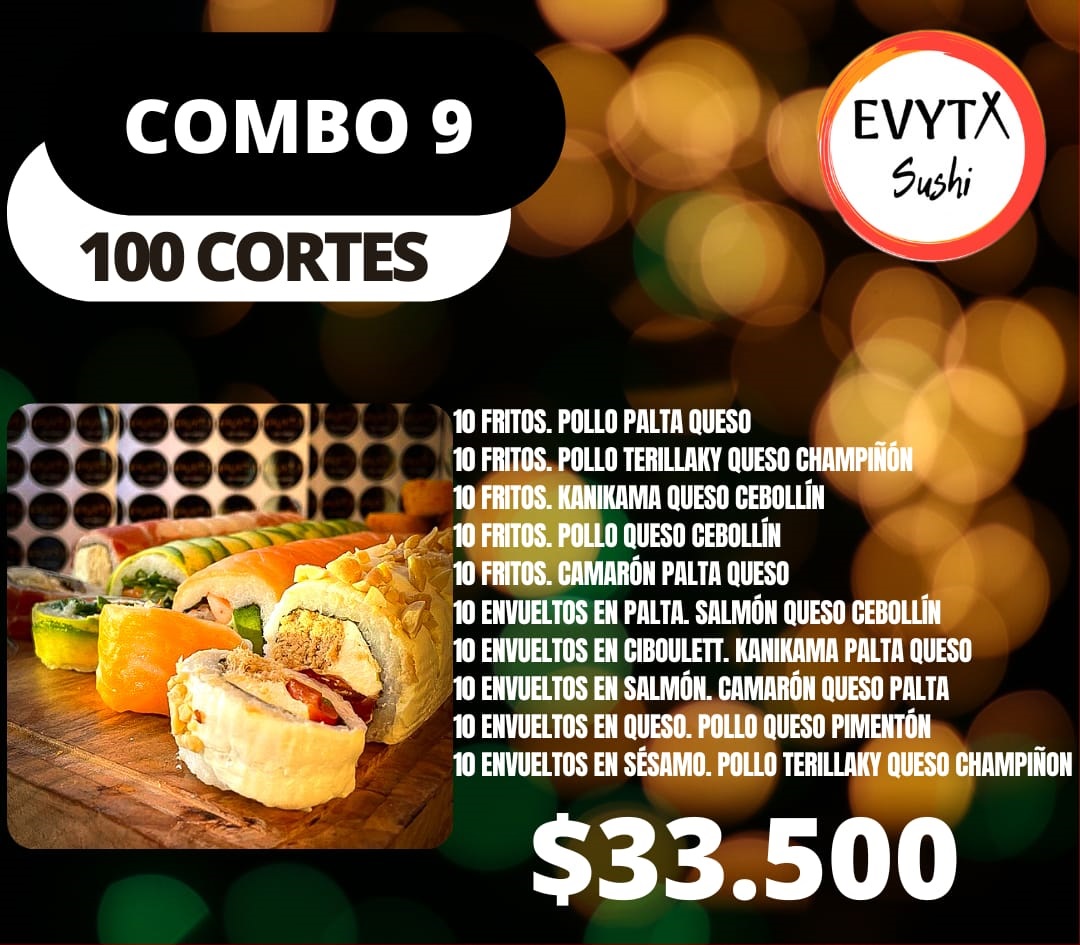 COMBO 9
100 CORTES
EVYTA
Sushi
10 FRITOS. POLLO PALTA QUESO
10 FRITOS. POLLO TERILLAKY QUESO CHAMPIÑÓN
10 FRITOS. KANIKAMA QUESO CEBOLLÍN
10 FRITOS. POLLO QUESO CEBOLLÍN
10 FRITOS. CAMARÓN PALTA QUESO
10 ENVUELTOS EN PALTA. SALMÓN QUESO CEBOLLÍN
10 ENVUELTOS EN CIBOULETT. KANIKAMA PALTA QUESO
10 ENVUELTOS EN SALMÓN. CAMARÓN QUESO PALTA
10 ENVUELTOS EN QUESO. POLLO QUESO PIMENTÓN
10 ENVUELTOS EN SÉSAMO. POLLO TERILLAKY QUESO CHAMPIÑON
$33.500